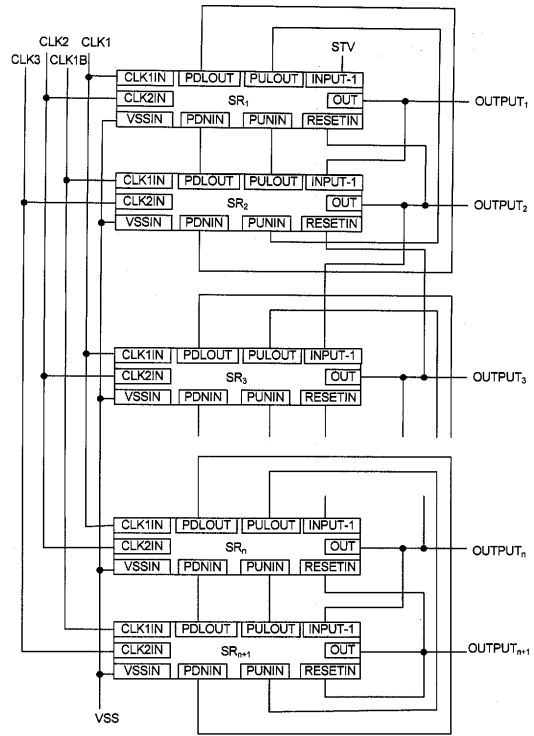 CLK2 CLK1
CLK3 CLK1B
STV
CLK1IN PDLOUT PULOUT INPUT-1
CLK2IN SR₁ OUT OUTPUT₁
VSSIN PDNIN PUNIN RESETIN
CLK1IN PDLOUT PULOUT INPUT-1
CLK2IN SR₂ OUT OUTPUT₂
VSSIN PDNIN PUNIN RESETIN
CLK1IN PDLOUT PULOUT INPUT-1
CLK2IN SR₃ OUT OUTPUT₃
VSSIN PDNIN PUNIN RESETIN
CLK1IN PDLOUT PULOUT INPUT-1
CLK2IN SRₙ OUT OUTPUTₙ
VSSIN PDNIN PUNIN RESETIN
CLK1IN PDLOUT PULOUT INPUT-1
CLK2IN SRₙ₊₁ OUT OUTPUTₙ₊₁
VSSIN PDNIN PUNIN RESETIN
VSS